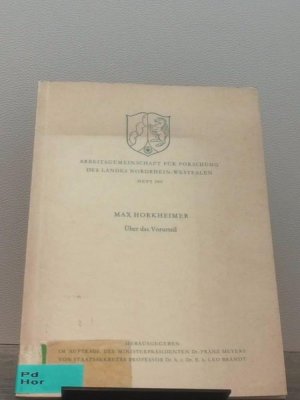 ARBEITSGEMEINSCHAFT FÜR FORSCHUNG
DES LANDES NORDRHEIN-WESTFALEN
HEFT
MAX HORKHEIMER
Über das Vorurteil
HERAUSGEGEBEN
IM AUFTRAGE DES MINISTERPRÄSIDENTEN Dr. FRANZ MEYERS
VON STAATSSEKRETÄR PROFESSOR Dr. h. c. Dr. E. h. LEO BRANDT
Pd
Hor